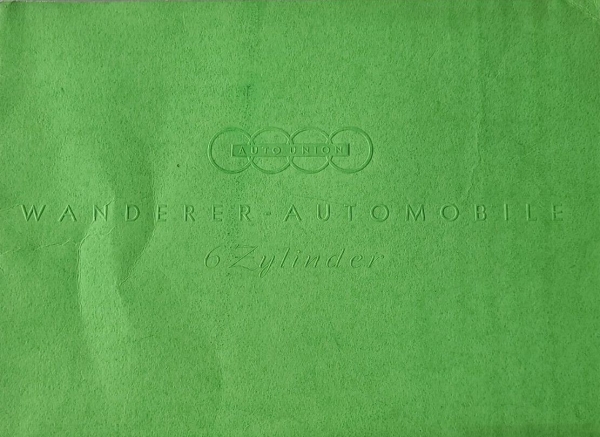 AUTO UNION
WANDERER-AUTOMOBILE
6 Zylinder